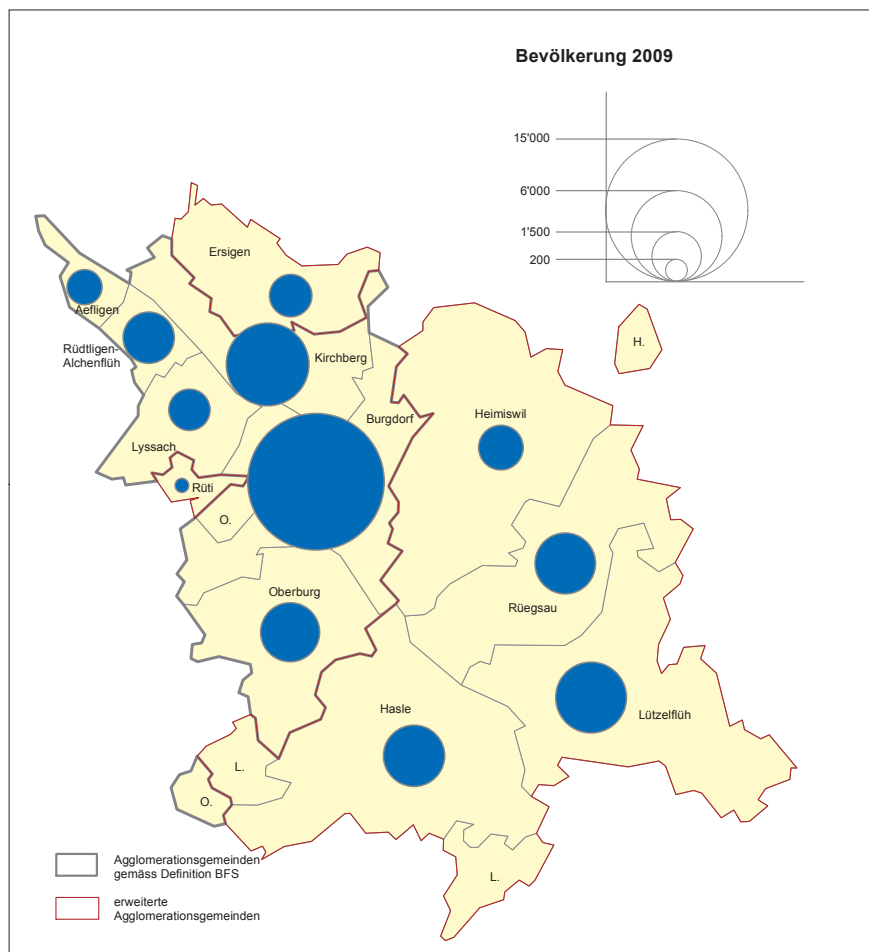 Bevölkerung 2009
15'000
6'000
1'500
200
Ersigen
Aefligen
Rüdtligen-
Alchenflüh
Kirchberg
H.
Burgdorf
Heimiswil
Lyssach
Rüti
O.
Oberburg
Rüegsau
Hasle
Lützelflüh
L.
O.
L.
Agglomerationsgemeinden
gemäss Definition BFS
erweiterte
Agglomerationsgemeinden